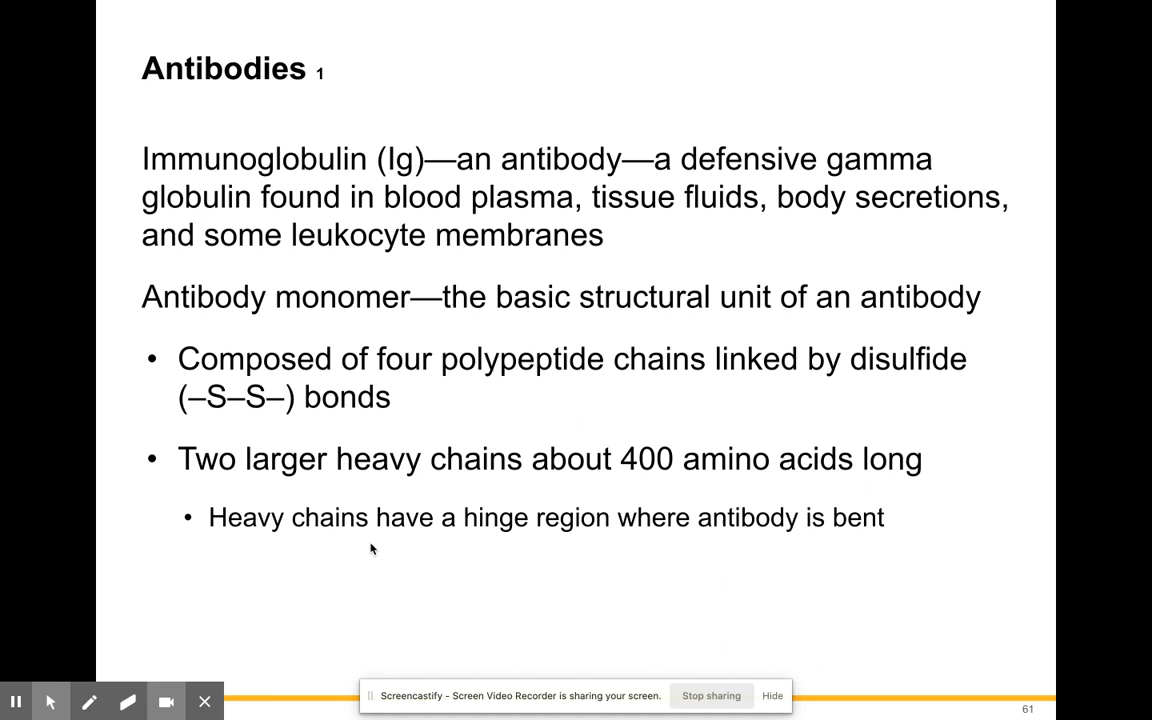 Antibodies 1
Immunoglobulin (Ig)—an antibody—a defensive gamma
globulin found in blood plasma, tissue fluids, body secretions,
and some leukocyte membranes
Antibody monomer—the basic structural unit of an antibody
• Composed of four polypeptide chains linked by disulfide
(–S–S–) bonds
• Two larger heavy chains about 400 amino acids long
• Heavy chains have a hinge region where antibody is bent
Screencastify - Screen Video Recorder is sharing your screen. Stop sharing Hide
61